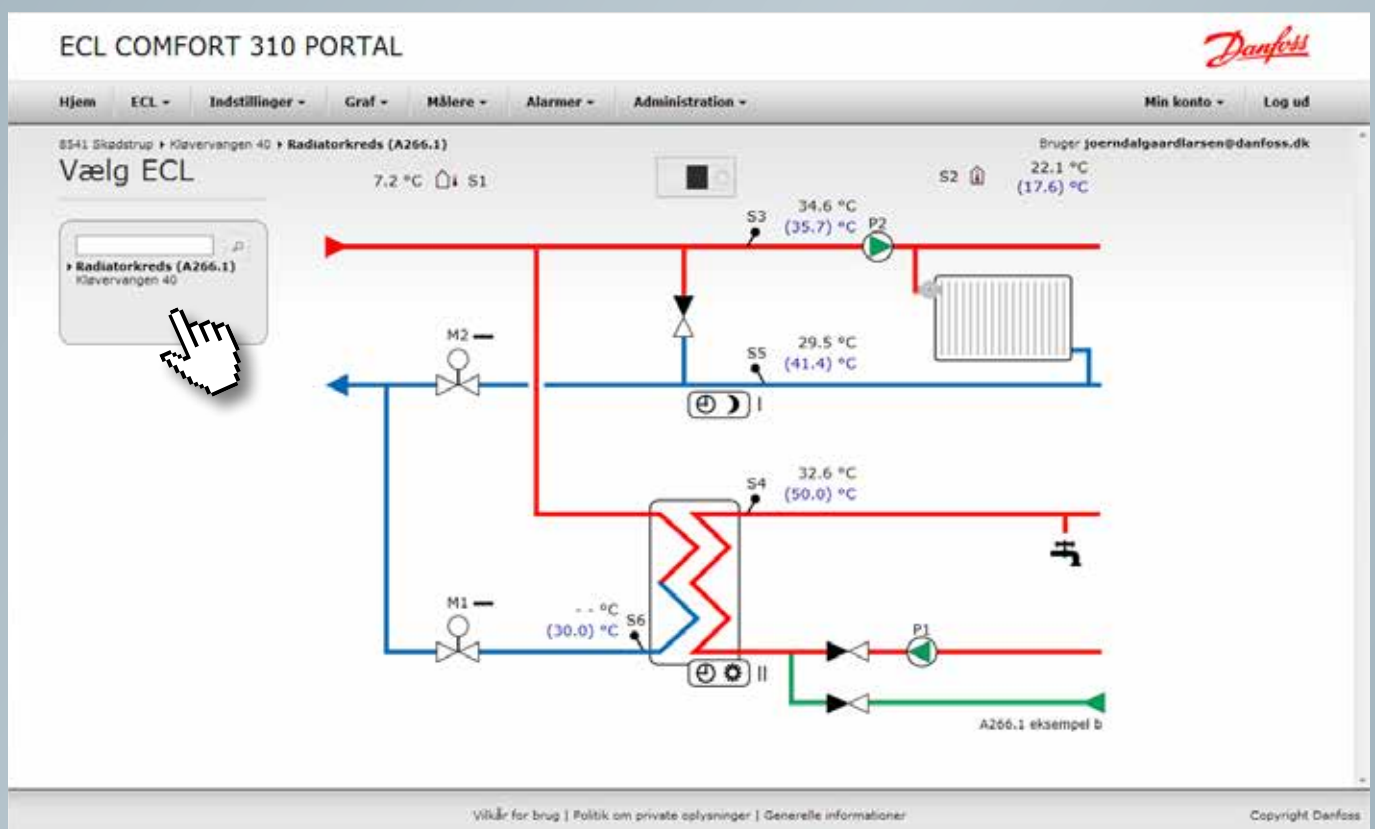 ECL COMFORT 310 PORTAL
Danfoss
Hjem ECL Indstillinger Graf Målere Alarmer Administration Min konto Log ud
8541 Skødstrup Kløvervangen 40 Radiatorkreds (A266.1) Bruger joerndalgaardlarsen@danfoss.dk
Vælg ECL
7.2 °C S1
S2 22.1 °C
(17.6) °C
S3 34.6 °C
(35.7) °C P2
Radiatorkreds (A266.1)
Kløvervangen 40
M2
S5 29.5 °C
(41.4) °C
I
S4 32.6 °C
(50.0) °C
M1
- - °C
(30.0) °C S6
P1
II
A266.1 eksempel b
Vilkår for brug | Politik om private oplysninger | Generelle informationer
Copyright Danfoss